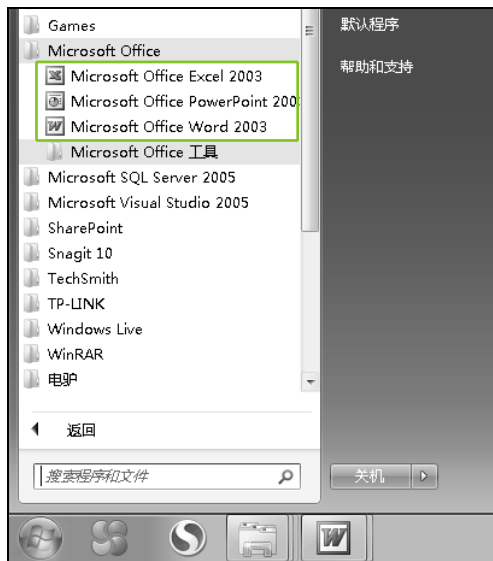 Games
Microsoft Office
Microsoft Office Excel 2003
Microsoft Office PowerPoint 200
Microsoft Office Word 2003
Microsoft Office 工具
Microsoft SQL Server 2005
Microsoft Visual Studio 2005
SharePoint
Snagit 10
TechSmith
TP-LINK
Windows Live
WinRAR
电驴
返回
搜索程序和文件
默认程序
帮助和支持
关机